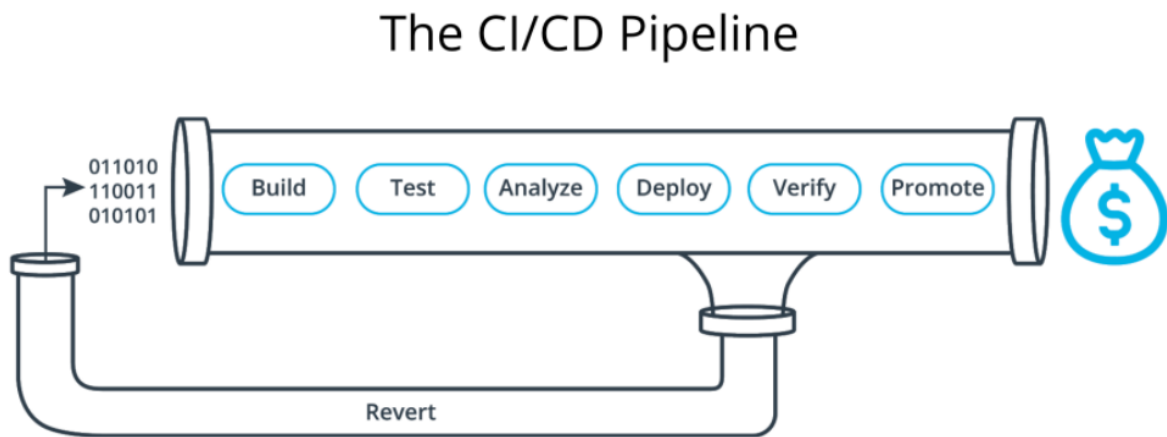 The CI/CD Pipeline
011010
110011
010101
Build Test Analyze Deploy Verify Promote
$
Revert